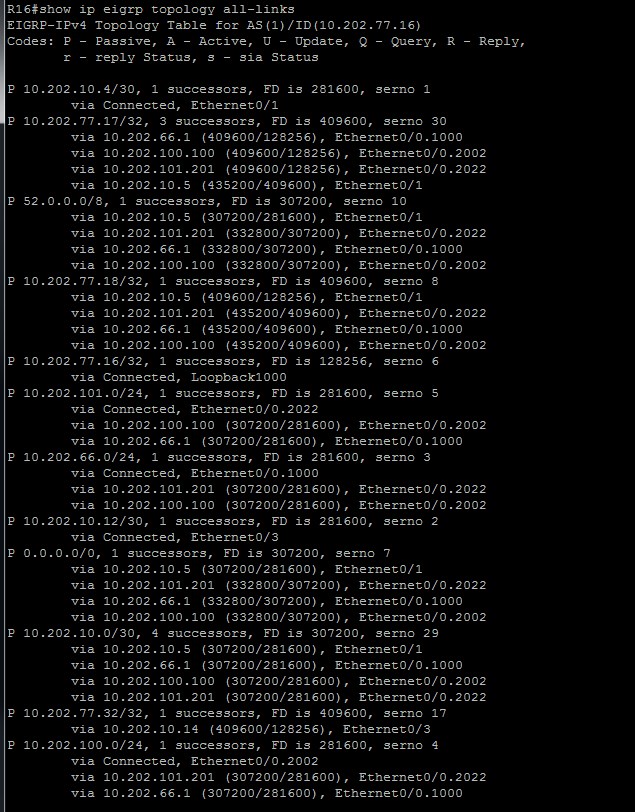 R16#show ip eigrp topology all-links
EIGRP-IPv4 Topology Table for AS(1)/ID(10.202.77.16)
Codes: P - Passive, A - Active, U - Update, Q - Query, R - Reply,
r - reply Status, s - sia Status
P 10.202.10.4/30, 1 successors, FD is 281600, serno 1
via Connected, Ethernet0/1
P 10.202.77.17/32, 3 successors, FD is 409600, serno 30
via 10.202.66.1 (409600/128256), Ethernet0/0.1000
via 10.202.100.100 (409600/128256), Ethernet0/0.2002
via 10.202.101.201 (409600/128256), Ethernet0/0.2022
via 10.202.10.5 (435200/409600), Ethernet0/1
P 52.0.0.0/8, 1 successors, FD is 307200, serno 10
via 10.202.10.5 (307200/281600), Ethernet0/1
via 10.202.101.201 (332800/307200), Ethernet0/0.2022
via 10.202.66.1 (332800/307200), Ethernet0/0.1000
via 10.202.100.100 (332800/307200), Ethernet0/0.2002
P 10.202.77.18/32, 1 successors, FD is 409600, serno 8
via 10.202.10.5 (409600/128256), Ethernet0/1
via 10.202.101.201 (435200/409600), Ethernet0/0.2022
via 10.202.66.1 (435200/409600), Ethernet0/0.1000
via 10.202.100.100 (435200/409600), Ethernet0/0.2002
P 10.202.77.16/32, 1 successors, FD is 128256, serno 6
via Connected, Loopback1000
P 10.202.101.0/24, 1 successors, FD is 281600, serno 5
via Connected, Ethernet0/0.2022
via 10.202.100.100 (307200/281600), Ethernet0/0.2002
via 10.202.66.1 (307200/281600), Ethernet0/0.1000
P 10.202.66.0/24, 1 successors, FD is 281600, serno 3
via Connected, Ethernet0/0.1000
via 10.202.101.201 (307200/281600), Ethernet0/0.2022
via 10.202.100.100 (307200/281600), Ethernet0/0.2002
P 10.202.10.12/30, 1 successors, FD is 281600, serno 2
via Connected, Ethernet0/3
P 0.0.0.0/0, 1 successors, FD is 307200, serno 7
via 10.202.10.5 (307200/281600), Ethernet0/1
via 10.202.101.201 (332800/307200), Ethernet0/0.2022
via 10.202.66.1 (332800/307200), Ethernet0/0.1000
via 10.202.100.100 (332800/307200), Ethernet0/0.2002
P 10.202.10.0/30, 4 successors, FD is 307200, serno 29
via 10.202.10.5 (307200/281600), Ethernet0/1
via 10.202.66.1 (307200/281600), Ethernet0/0.1000
via 10.202.100.100 (307200/281600), Ethernet0/0.2002
via 10.202.101.201 (307200/281600), Ethernet0/0.2022
P 10.202.77.32/32, 1 successors, FD is 409600, serno 17
via 10.202.10.14 (409600/128256), Ethernet0/3
P 10.202.100.0/24, 1 successors, FD is 281600, serno 4
via Connected, Ethernet0/0.2002
via 10.202.101.201 (307200/281600), Ethernet0/0.2022
via 10.202.66.1 (307200/281600), Ethernet0/0.1000